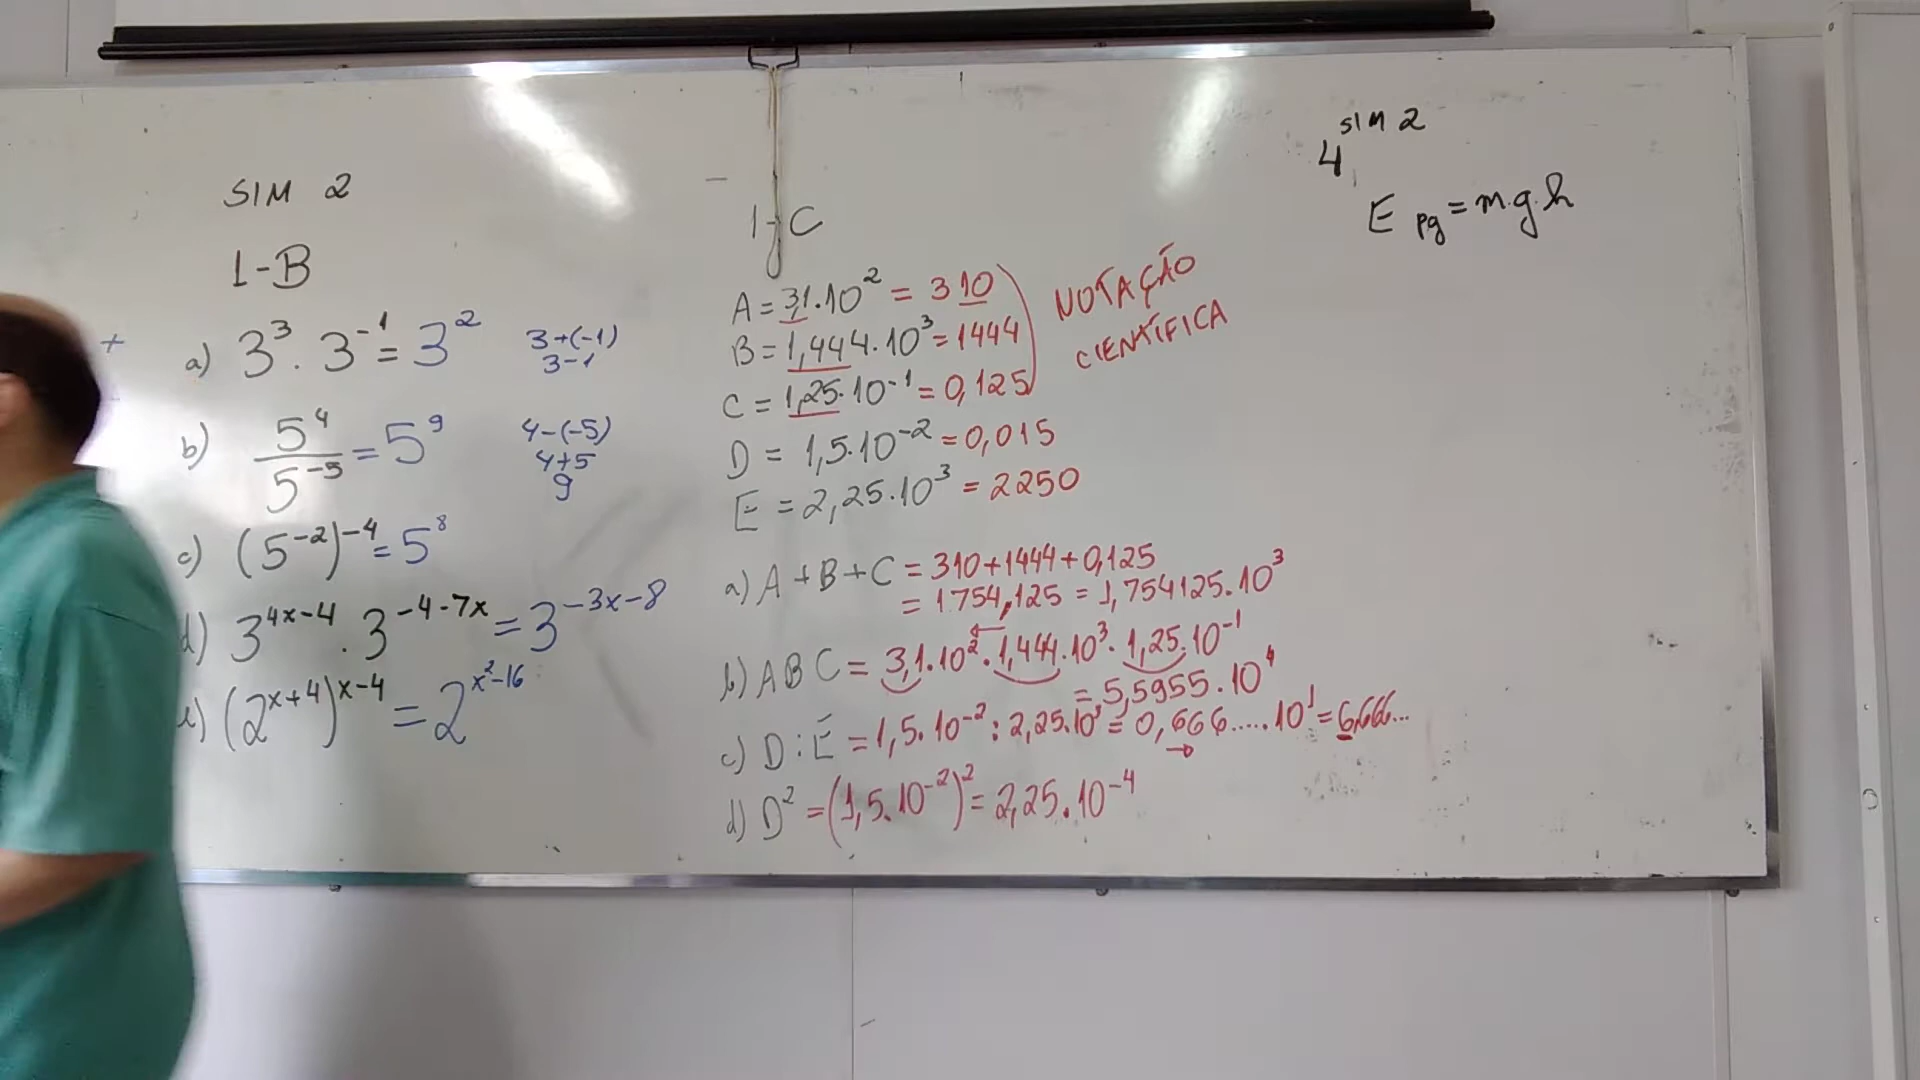 SIM 2
1-B
a) 3³ . 3⁻¹ = 3² 3+(-1)
3-1
b) 5⁴/5⁻⁵ = 5⁹ 4-(-5)
4+5
9
c) (5⁻²)⁻⁴ = 5⁸
d) 3^(4x-4) . 3^(-4-7x) = 3^(-3x-8)
e) (2^(x+4))^(x-4) = 2^(x²-16)
1-C
A = 3,1.10² = 310
B = 1,444.10³ = 1444
C = 1,25.10⁻¹ = 0,125
NOTAÇÃO
CIENTÍFICA
D = 1,5.10⁻² = 0,015
E = 2,25.10³ = 2250
a) A+B+C = 310+1444+0,125
= 1754,125 = 1,754125.10³
b) ABC = 3,1.10² . 1,444.10³ . 1,25.10⁻¹
= 5,5955.10⁴
c) D:E = 1,5.10⁻² : 2,25.10³ = 0,666.....10¹ = 6,666...
d) D² = (1,5.10⁻²)² = 2,25.10⁻⁴
SIM 2
4
E pg = m.g.h